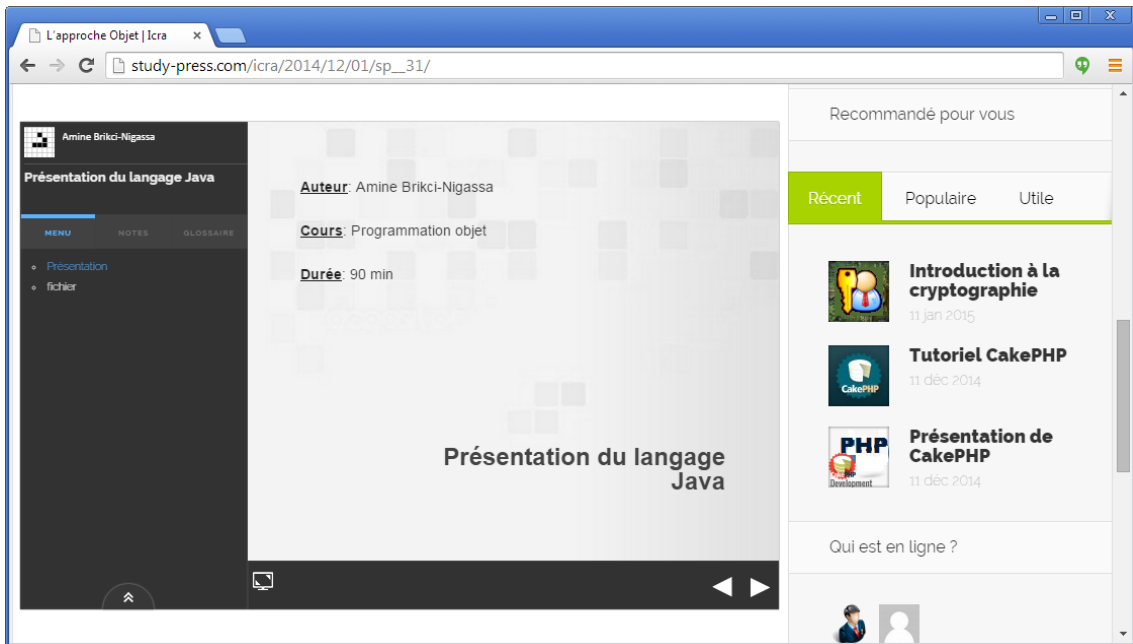 L'approche Objet | Icra
study-press.com/icra/2014/12/01/sp__31/
Amine Brikci-Nigassa
Présentation du langage Java
MENU NOTES GLOSSAIRE
Présentation
fichier
Auteur: Amine Brikci-Nigassa
Cours: Programmation objet
Durée: 90 min
Présentation du langage
Java
Recommandé pour vous
Récent Populaire Utile
Introduction à la
cryptographie
11 jan 2015
CakePHP
Tutoriel CakePHP
11 déc 2014
PHP
Development
Présentation de
CakePHP
11 déc 2014
Qui est en ligne ?